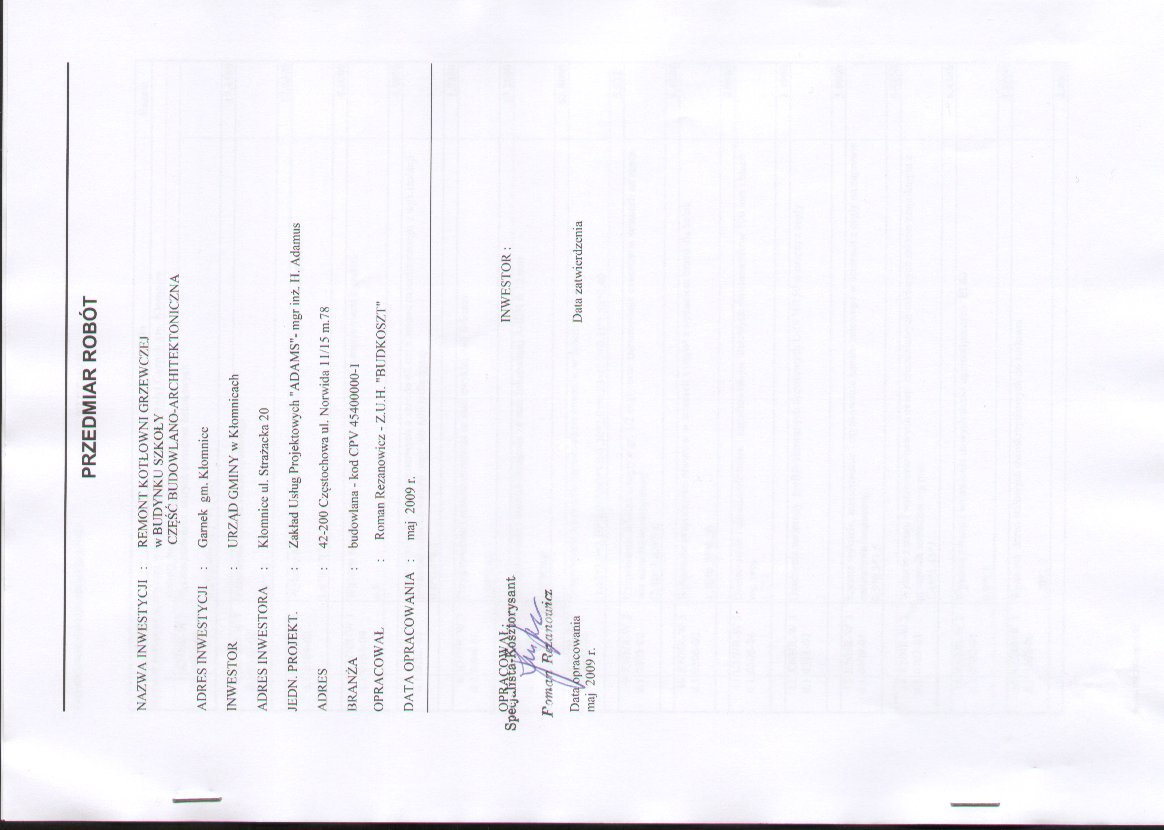 PRZEDMIAR ROBÓT
NAZWA INWESTYCJI : REMONT KOTŁOWNI GRZEWCZEJ
w BUDYNKU SZKOŁY
CZĘŚĆ BUDOWLANO-ARCHITEKTONICZNA
ADRES INWESTYCJI : Garnek gm. Kłomnice
INWESTOR : URZĄD GMINY w Kłomnicach
ADRES INWESTORA : Kłomnice ul. Strażacka 20
JEDN. PROJEKT. : Zakład Usług Projektowych "ADAMS"- mgr inż. H. Adamus
ADRES : 42-200 Częstochowa ul. Norwida 11/15 m.78
BRANŻA : budowlana - kod CPV 45400000-1
OPRACOWAŁ : Roman Rezanowicz - Z.U.H. "BUDKOSZT"
DATA OPRACOWANIA : maj 2009 r.
OPRACOWAŁ: INWESTOR :
Specjalista-Kosztorysant
Roman Rezanowicz
Data opracowania Data zatwierdzenia
maj 2009 r.